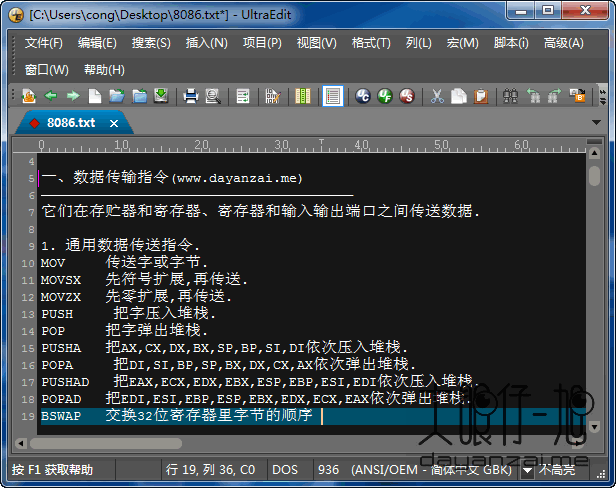 [C:\Users\cong\Desktop\8086.txt*] - UltraEdit
文件(F) 编辑(E) 搜索(S) 插入(N) 项目(P) 视图(V) 格式(T) 列(L) 宏(M) 脚本(i) 高级(A)
窗口(W) 帮助(H)
8086.txt
0 10 20 30 40 50 60
4
5 一、数据传输指令(www.dayanzai.me)
6
7 它们在存贮器和寄存器、寄存器和输入输出端口之间传送数据.
8
9 1. 通用数据传送指令.
10 MOV 传送字或字节.
11 MOVSX 先符号扩展,再传送.
12 MOVZX 先零扩展,再传送.
13 PUSH 把字压入堆栈.
14 POP 把字弹出堆栈.
15 PUSHA 把AX,CX,DX,BX,SP,BP,SI,DI依次压入堆栈.
16 POPA 把DI,SI,BP,SP,BX,DX,CX,AX依次弹出堆栈.
17 PUSHAD 把EAX,ECX,EDX,EBX,ESP,EBP,ESI,EDI依次压入堆栈.
18 POPAD 把EDI,ESI,EBP,ESP,EBX,EDX,ECX,EAX依次弹出堆栈.
19 BSWAP 交换32位寄存器里字节的顺序
大眼仔~旭
dayanzai.me
按 F1 获取帮助 行 19, 列 36, C0 DOS 936 (ANSI/OEM - 简体中文 GBK) 不高亮